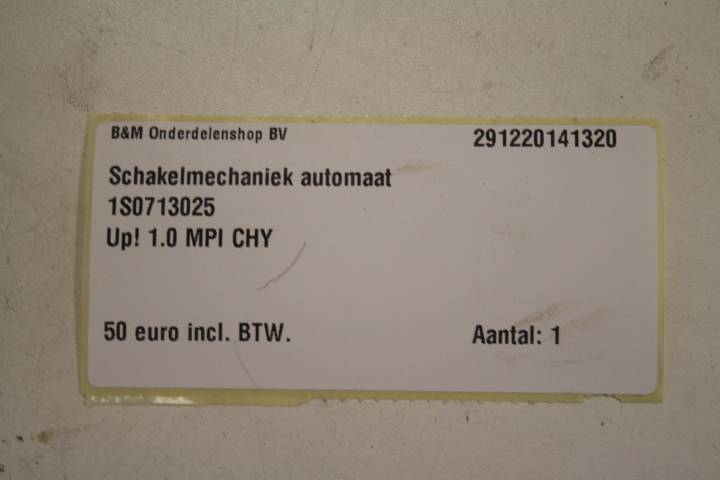 B&M Onderdelenshop BV 291220141320
Schakelmechaniek automaat
1S0713025
Up! 1.0 MPI CHY
50 euro incl. BTW. Aantal: 1